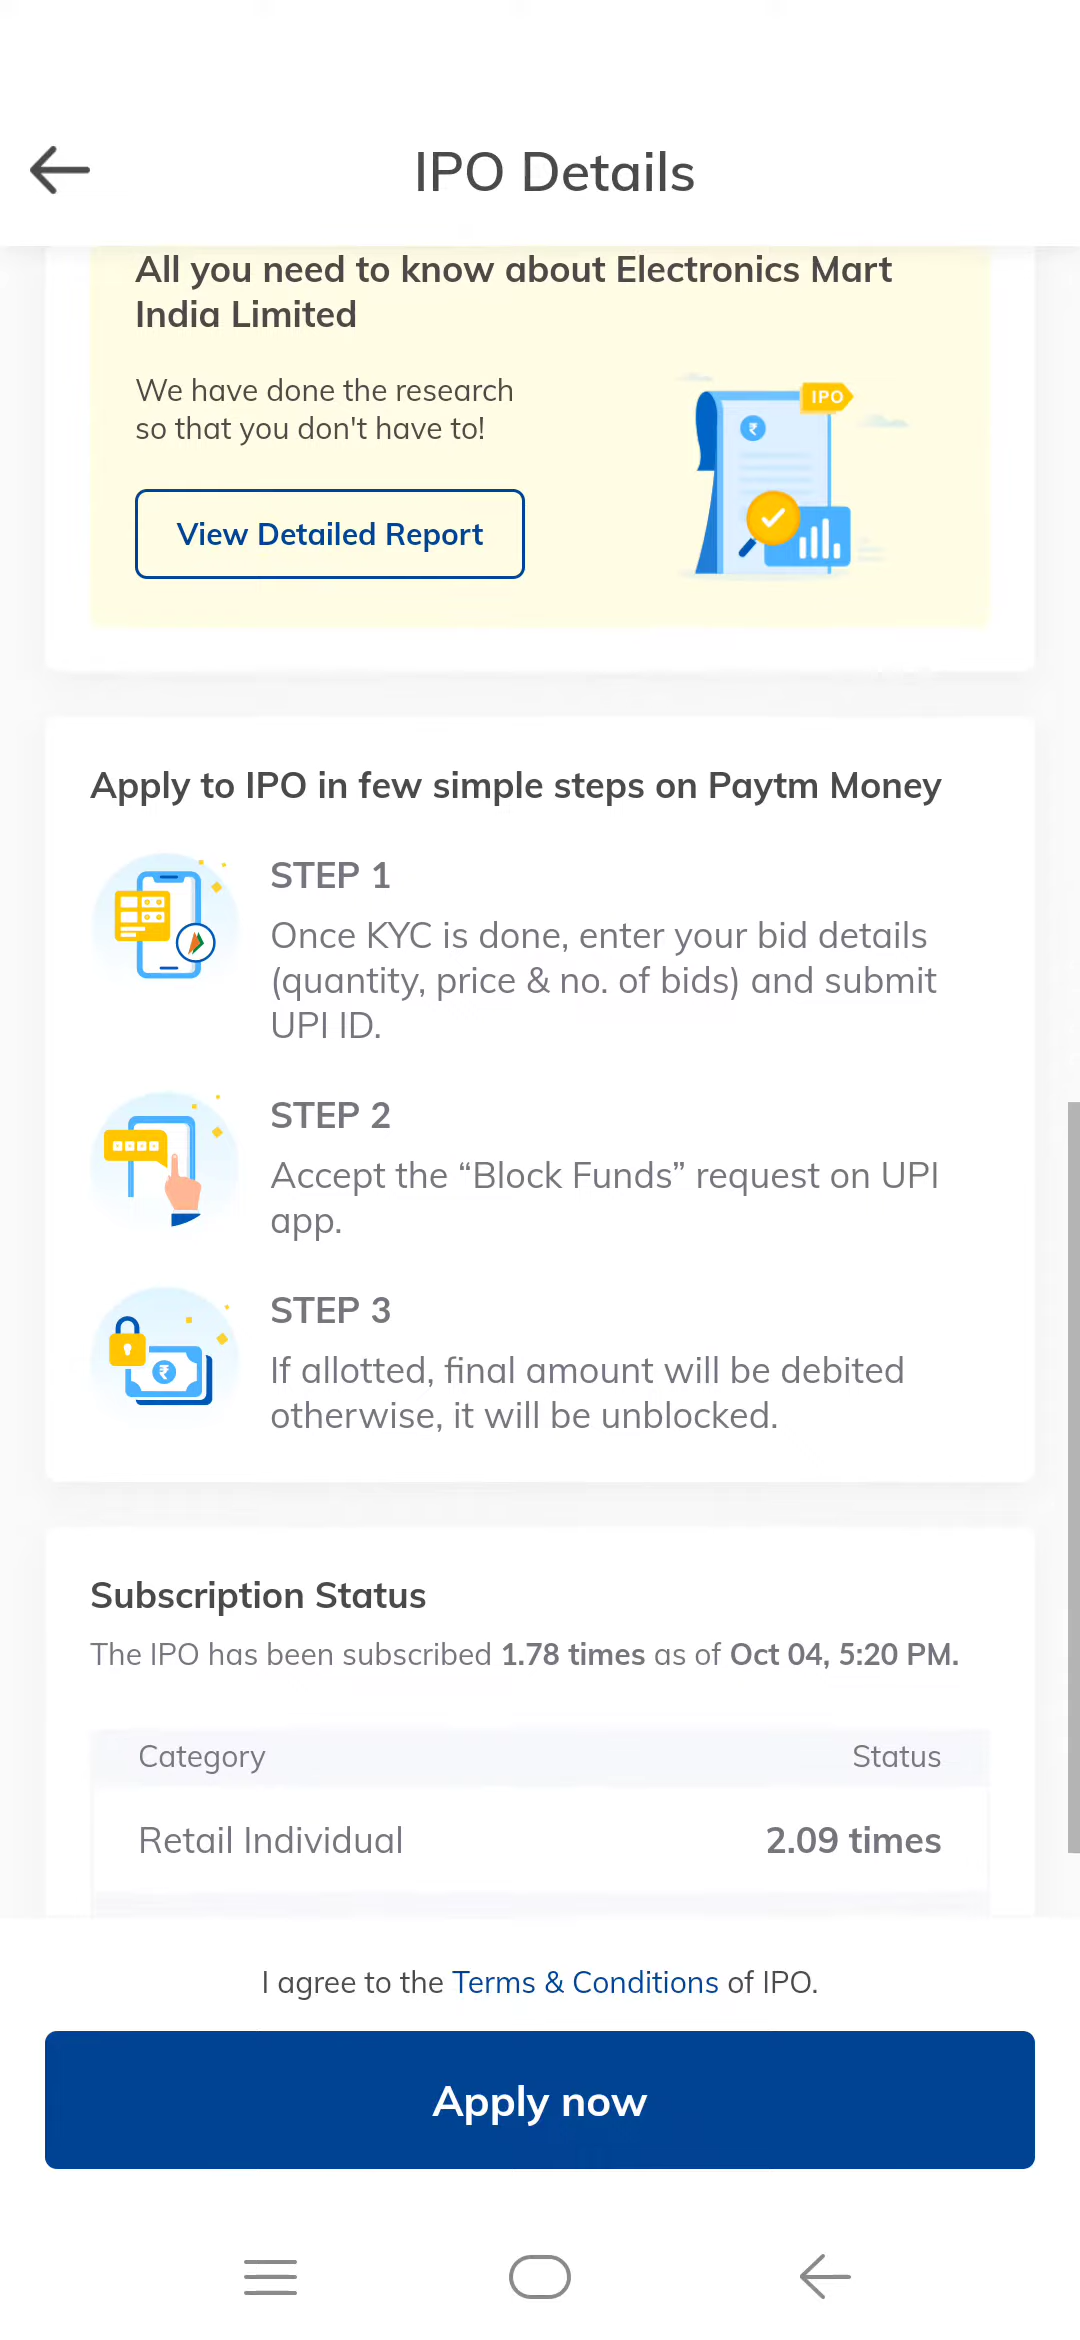 IPO Details
All you need to know about Electronics Mart
India Limited
We have done the research
so that you don't have to!
IPO
₹
View Detailed Report
Apply to IPO in few simple steps on Paytm Money
STEP 1
Once KYC is done, enter your bid details
(quantity, price & no. of bids) and submit
UPI ID.
STEP 2
Accept the “Block Funds” request on UPI
app.
STEP 3
₹
If allotted, final amount will be debited
otherwise, it will be unblocked.
Subscription Status
The IPO has been subscribed 1.78 times as of Oct 04, 5:20 PM.
Category Status
Retail Individual 2.09 times
I agree to the Terms & Conditions of IPO.
Apply now